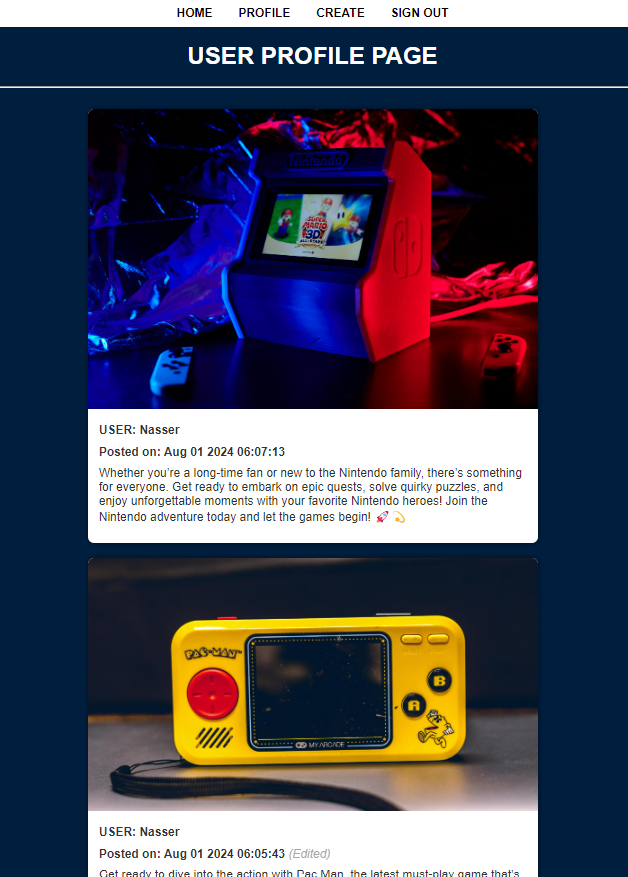 HOME PROFILE CREATE SIGN OUT
USER PROFILE PAGE
Nintendo
SUPER
MARIO
3D
ALL-STARS
USER: Nasser
Posted on: Aug 01 2024 06:07:13
Whether you’re a long-time fan or new to the Nintendo family, there’s something
for everyone. Get ready to embark on epic quests, solve quirky puzzles, and
enjoy unforgettable moments with your favorite Nintendo heroes! Join the
Nintendo adventure today and let the games begin! 🚀 💫
PAC-MAN
B
A
MY ARCADE
USER: Nasser
Posted on: Aug 01 2024 06:05:43 (Edited)
Get ready to dive into the action with Pac Man, the latest must-play game that’s